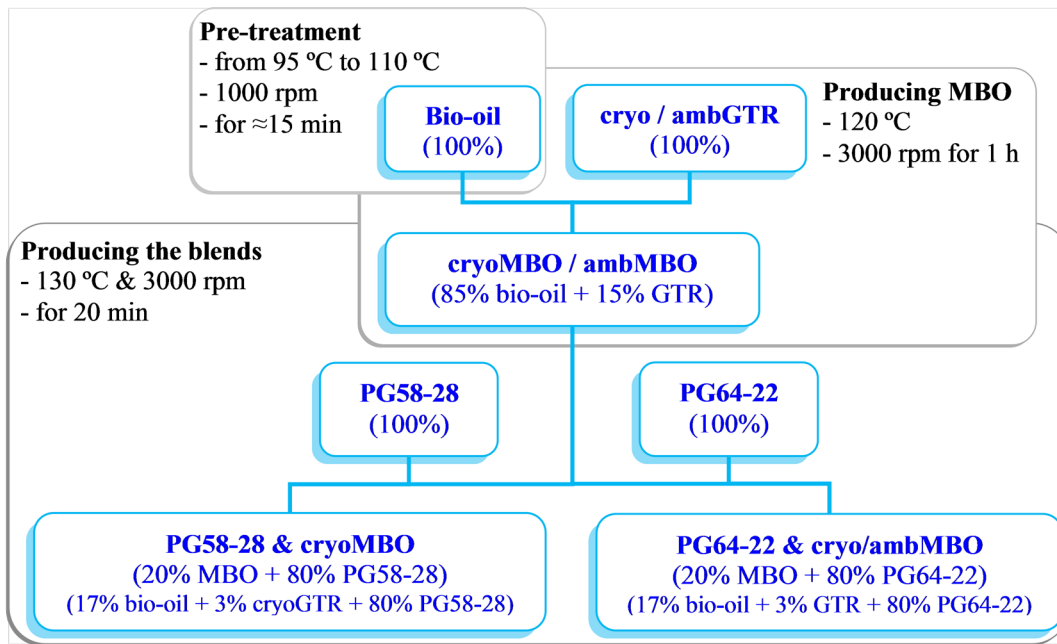 Pre-treatment
- from 95 ºC to 110 ºC
- 1000 rpm
- for ≈15 min
Bio-oil
(100%)
cryo / ambGTR
(100%)
Producing MBO
- 120 ºC
- 3000 rpm for 1 h
Producing the blends
- 130 ºC & 3000 rpm
- for 20 min
cryoMBO / ambMBO
(85% bio-oil + 15% GTR)
PG58-28
(100%)
PG64-22
(100%)
PG58-28 & cryoMBO
(20% MBO + 80% PG58-28)
(17% bio-oil + 3% cryoGTR + 80% PG58-28)
PG64-22 & cryo/ambMBO
(20% MBO + 80% PG64-22)
(17% bio-oil + 3% GTR + 80% PG64-22)